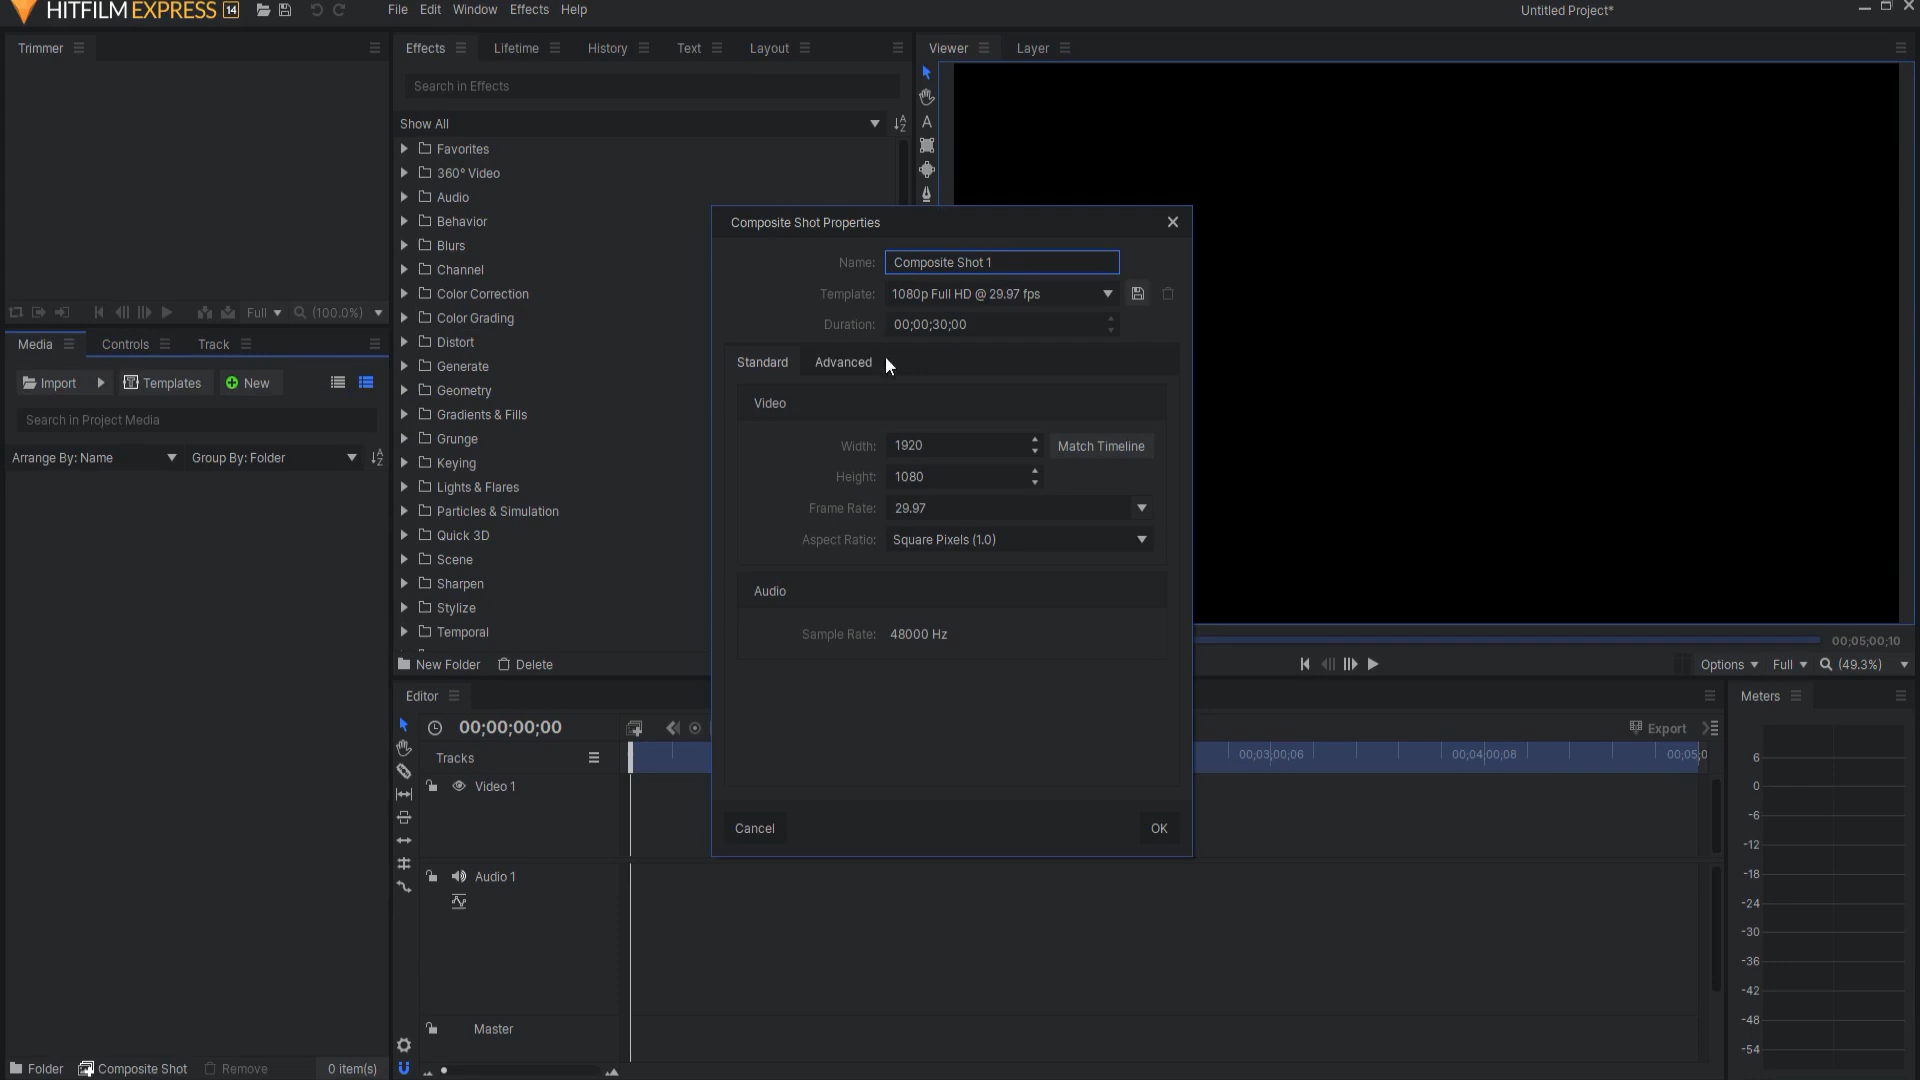 HITFILM EXPRESS 14
File Edit Window Effects Help
Untitled Project*
Trimmer
Effects Lifetime History Text Layout
Viewer Layer
Search in Effects
Show All
Favorites
360° Video
Audio
Behavior
Blurs
Channel
Color Correction
Color Grading
Distort
Generate
Geometry
Gradients & Fills
Grunge
Keying
Lights & Flares
Particles & Simulation
Quick 3D
Scene
Sharpen
Stylize
Temporal
New Folder Delete
Full (100.0%)
Media Controls Track
Import Templates New
Search in Project Media
Arrange By: Name Group By: Folder
Composite Shot Properties
Name: Composite Shot 1
Template: 1080p Full HD @ 29.97 fps
Duration: 00;00;30;00
Standard Advanced
Video
Width: 1920 Match Timeline
Height: 1080
Frame Rate: 29.97
Aspect Ratio: Square Pixels (1.0)
Audio
Sample Rate: 48000 Hz
Cancel OK
00;05;00;10
Options Full (49.3%)
Editor
00;00;00;00
Export
Tracks
00;03;00;06 00;04;00;08 00;05;0
Video 1
Audio 1
Master
Meters
6
0
-6
-12
-18
-24
-30
-36
-42
-48
-54
Folder Composite Shot Remove 0 item(s)